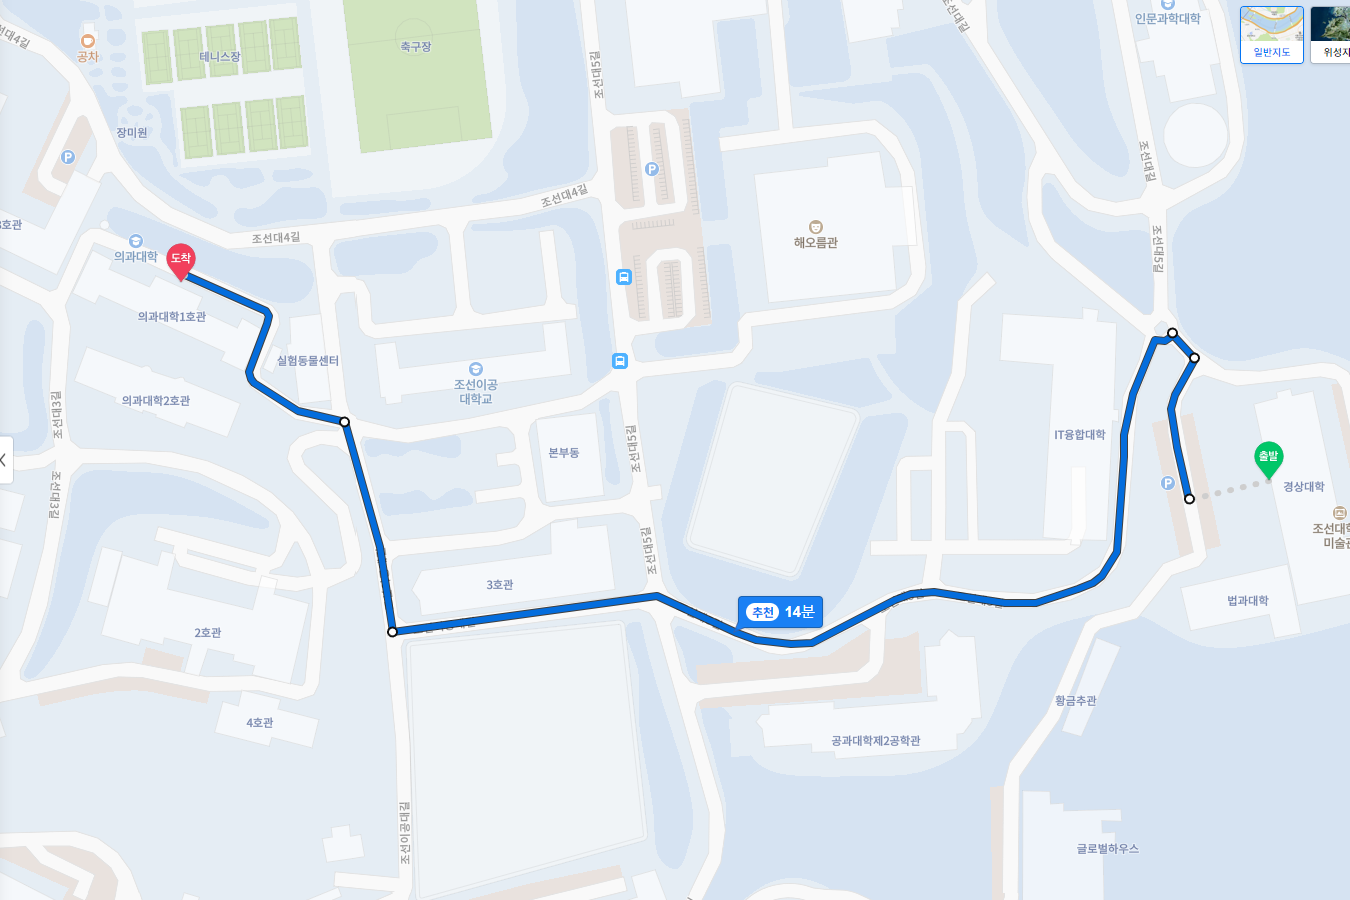 조선대길
인문과학대학
일반지도
공차
테니스장
축구장
조선대5길
장미원
P
P
조선대길
조선대4길
조선대4길
의과대학
도착
해오름관
조선대5길
의과대학1호관
실험동물센터
조선이공
대학교
의과대학2호관
조선대3길
조선대5길
본부동
IT융합대학
출발
경상대학
P
조선대3길
조선대5길
3호관
추천 14분
법과대학
2호관
황금추관
4호관
공과대학제2공학관
조선이공대길
글로벌하우스